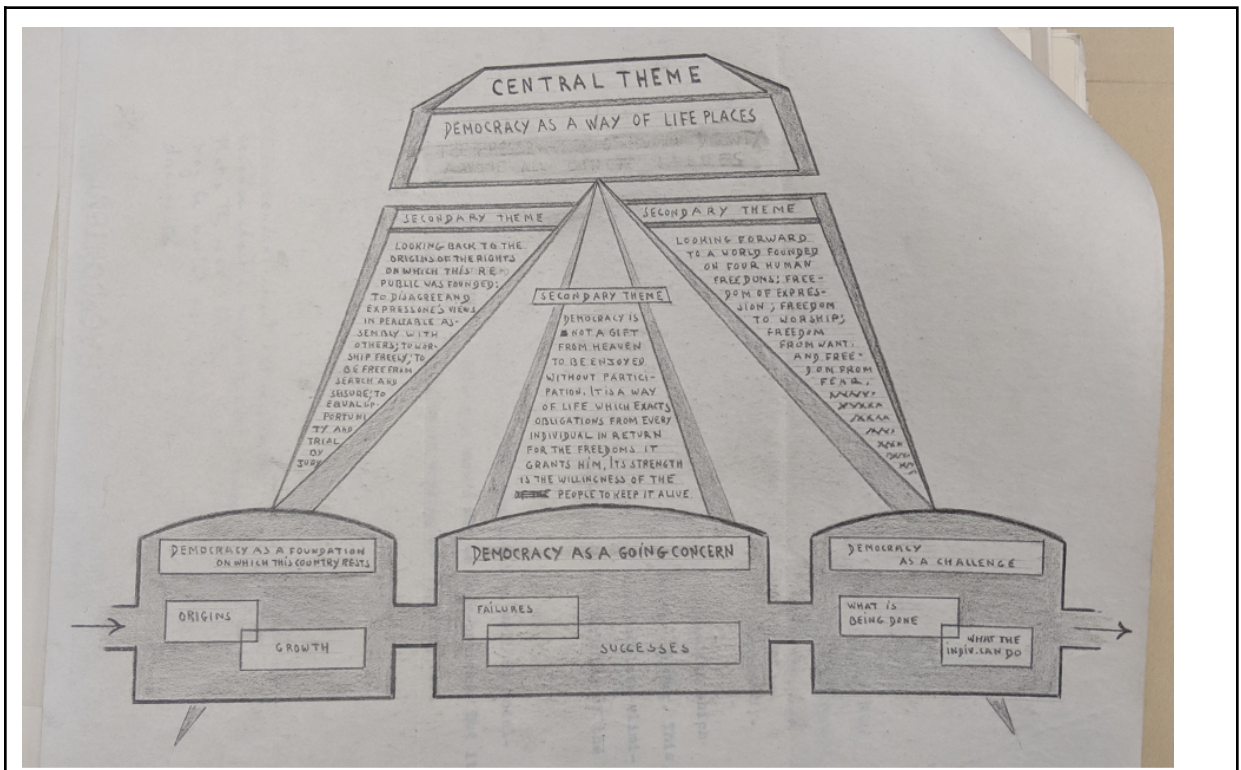 CENTRAL THEME
DEMOCRACY AS A WAY OF LIFE PLACES
SECONDARY THEME
LOOKING BACK TO THE
ORIGINS OF THE RIGHTS
ON WHICH THIS RE
PUBLIC WAS FOUNDED:
TO DISAGREE AND
EXPRESS ONE'S VIEWS
IN PEACEABLE AS-
SEMBLY WITH
OTHERS; TO WOR-
SHIP FREELY; TO
BE FREE FROM
SEARCH AND
SEISURE; TO
EQUAL OP-
PORTUNI
TY AND
TRIAL
BY
JURY
SECONDARY THEME
DEMOCRACY IS
NOT A GIFT
FROM HEAVEN
TO BE ENJOYED
WITHOUT PARTICI-
PATION. IT IS A WAY
OF LIFE WHICH EXACTS
OBLIGATIONS FROM EVERY
INDIVIDUAL IN RETURN
FOR THE FREEDOMS IT
GRANTS HIM, ITS STRENGTH
IS THE WILLINGNESS OF THE
PEOPLE TO KEEP IT ALIVE
SECONDARY THEME
LOOKING FORWARD
TO A WORLD FOUNDED
ON FOUR HUMAN
FREEDUNS; FREE-
DOM OF EXPRES-
SION; FREEDOM
TO WORSHIP;
FREEDOM
FROM WANT.
AND FREE-
DOM FROM
FEAR.
DEMOCRACY AS A FOUNDATION
ON WHICH THIS COUNTRY RESTS
ORIGINS
GROWTH
DEMOCRACY AS A GOING CONCERN
FAILURES
SUCCESSES
DEMOCRACY
AS A CHALLENGE
WHAT IS
BEING DONE
WHAT THE
INDIV. CAN DO